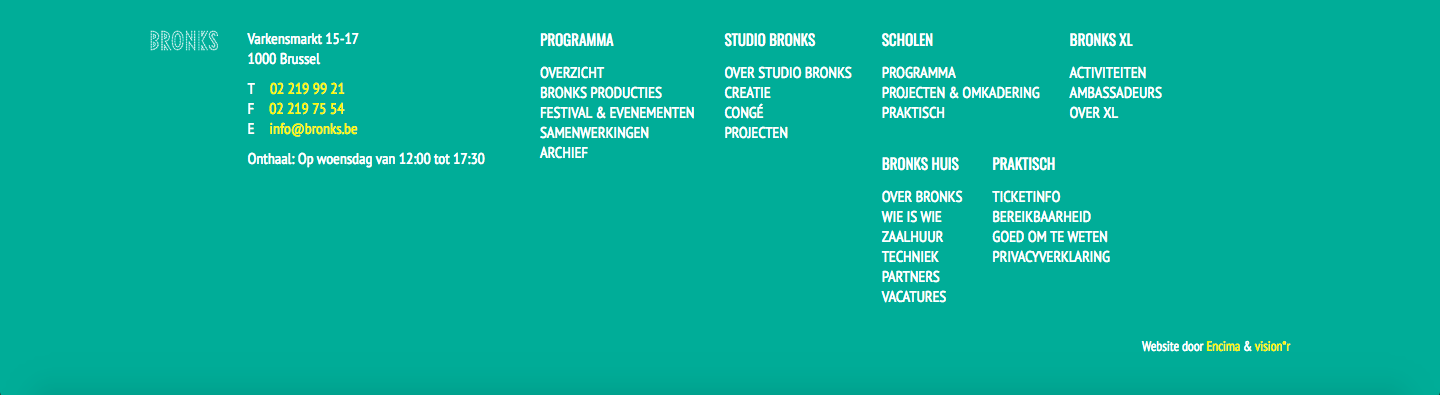 BRONKS
Varkensmarkt 15-17
1000 Brussel
T 02 219 99 21
F 02 219 75 54
E info@bronks.be
Onthaal: Op woensdag van 12:00 tot 17:30
PROGRAMMA
OVERZICHT
BRONKS PRODUCTIES
FESTIVAL & EVENEMENTEN
SAMENWERKINGEN
ARCHIEF
STUDIO BRONKS
OVER STUDIO BRONKS
CREATIE
CONGÉ
PROJECTEN
SCHOLEN
PROGRAMMA
PROJECTEN & OMKADERING
PRAKTISCH
BRONKS XL
ACTIVITEITEN
AMBASSADEURS
OVER XL
BRONKS HUIS
OVER BRONKS
WIE IS WIE
ZAALHUUR
TECHNIEK
PARTNERS
VACATURES
PRAKTISCH
TICKETINFO
BEREIKBAARHEID
GOED OM TE WETEN
PRIVACYVERKLARING
Website door Encima & vision*r